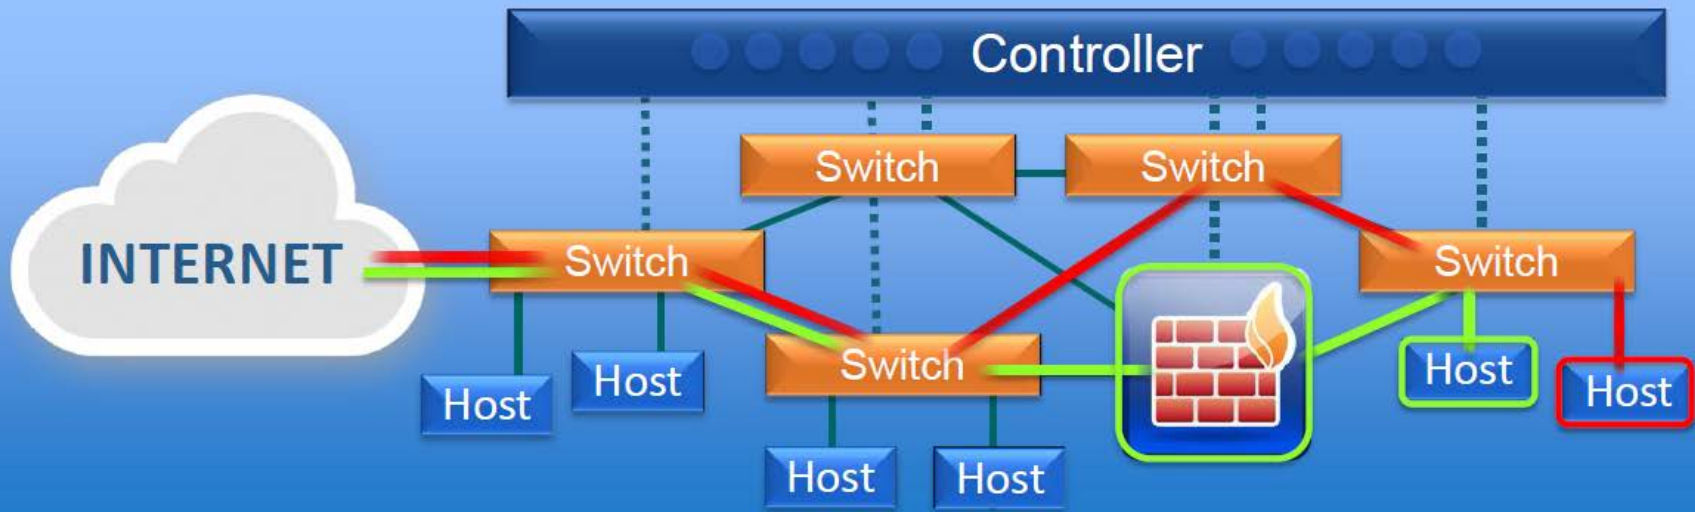 Controller
Switch
Switch
INTERNET
Switch
Switch
Switch
Host
Host
Host
Host
Host
Host